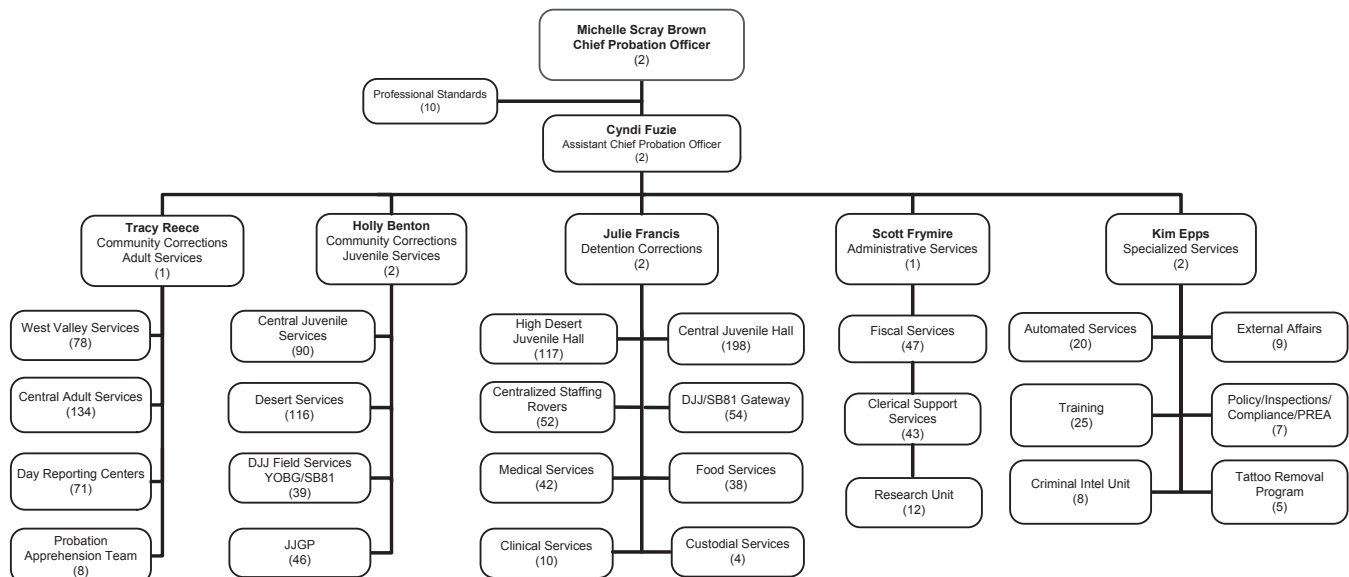 Michelle Scray Brown
Chief Probation Officer
(2)
Professional Standards
(10)
Cyndi Fuzie
Assistant Chief Probation Officer
(2)
Tracy Reece
Community Corrections
Adult Services
(1)
Holly Benton
Community Corrections
Juvenile Services
(2)
Julie Francis
Detention Corrections
(2)
Scott Frymire
Administrative Services
(1)
Kim Epps
Specialized Services
(2)
West Valley Services
(78)
Central Adult Services
(134)
Day Reporting Centers
(71)
Probation
Apprehension Team
(8)
Central Juvenile
Services
(90)
Desert Services
(116)
DJJ Field Services
YOBG/SB81
(39)
JJGP
(46)
High Desert
Juvenile Hall
(117)
Central Juvenile Hall
(198)
Centralized Staffing
Rovers
(52)
DJJ/SB81 Gateway
(54)
Medical Services
(42)
Food Services
(38)
Clinical Services
(10)
Custodial Services
(4)
Fiscal Services
(47)
Clerical Support
Services
(43)
Research Unit
(12)
Automated Services
(20)
External Affairs
(9)
Training
(25)
Policy/Inspections/
Compliance/PREA
(7)
Criminal Intel Unit
(8)
Tattoo Removal
Program
(5)